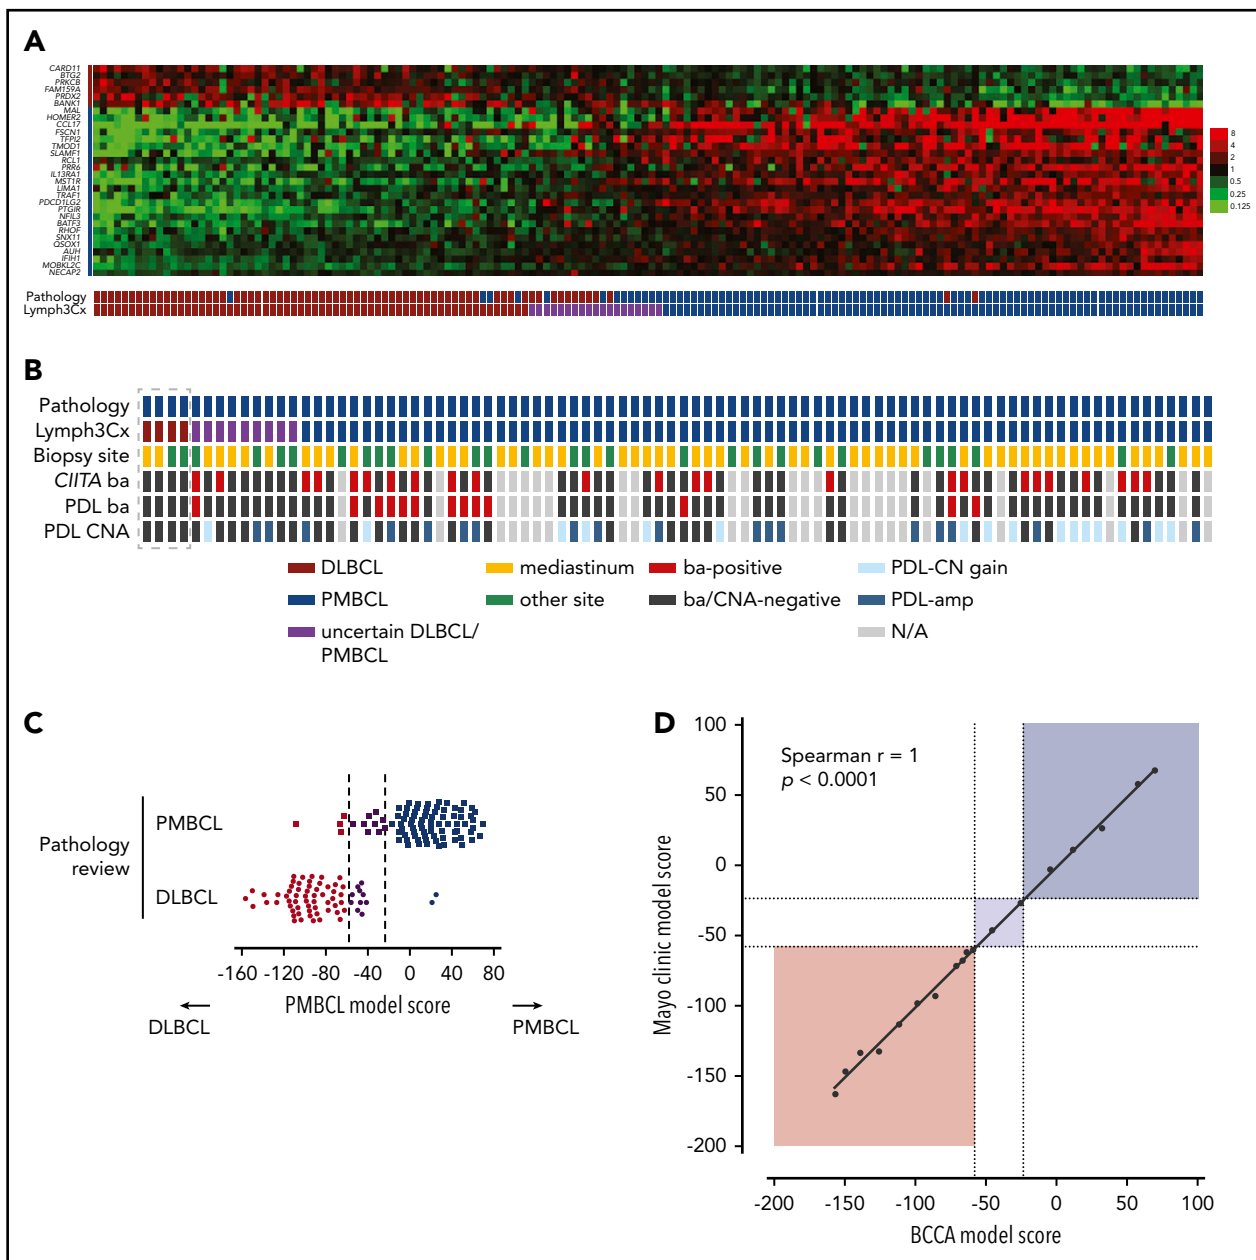 A
CARD11
BTG2
PRKCB
FAM159A
PRDX2
BANK1
MAL
HOMER2
CCL17
FSCN1
TFPI2
TMOD1
SLAMF1
RCL1
PRR6
IL13RA1
MST1R
LIMA1
TRAF1
PDCD1LG2
PTGIR
NFIL3
BATF3
RHOF
SNX11
QSOX1
AUH
IFIH1
MOBKL2C
NECAP2
8
4
2
1
0.5
0.25
0.125
Pathology
Lymph3Cx
B
Pathology
Lymph3Cx
Biopsy site
CIITA ba
PDL ba
PDL CNA
DLBCL
PMBCL
uncertain DLBCL/
PMBCL
mediastinum
other site
ba-positive
ba/CNA-negative
PDL-CN gain
PDL-amp
N/A
C
Pathology
review
PMBCL
DLBCL
-160 -120 -80 -40 0 40 80
PMBCL model score
DLBCL
PMBCL
D
Spearman r = 1
p < 0.0001
100
50
0
-50
-100
-150
-200
Mayo clinic model score
-200 -150 -100 -50 0 50 100
BCCA model score